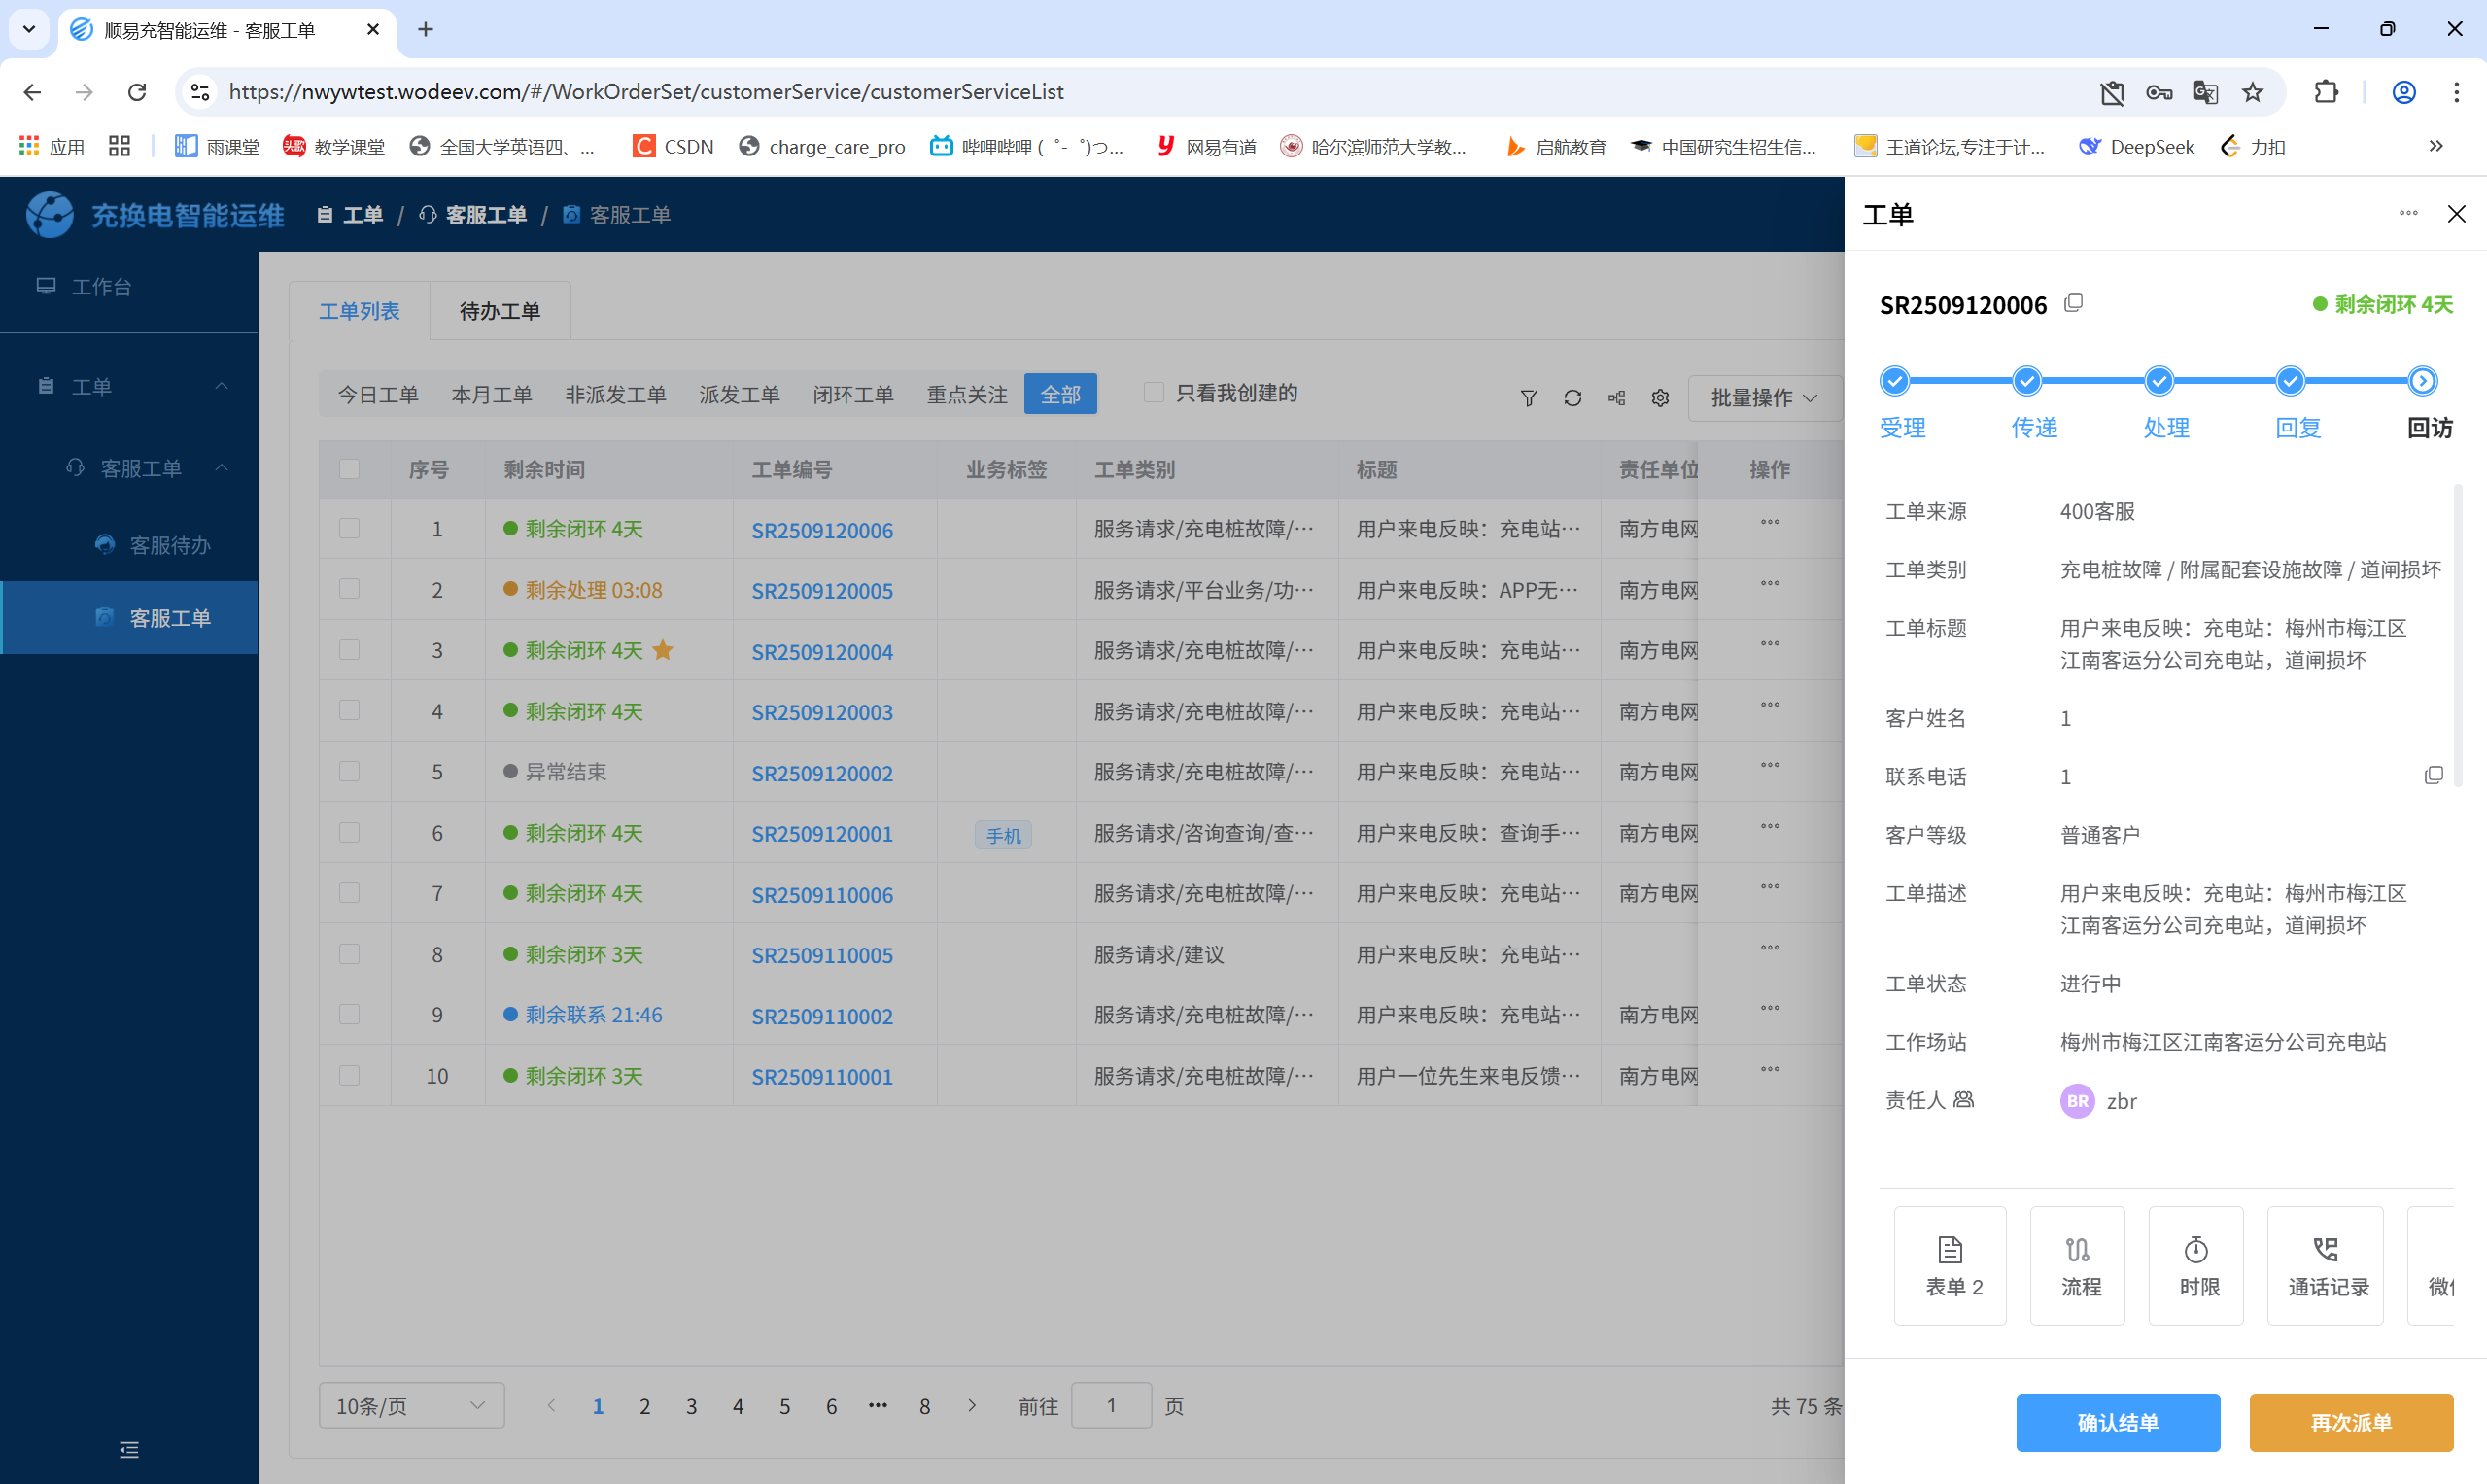 顺易充智能运维 - 客服工单
https://nwywtest.wodeev.com/#/WorkOrderSet/customerService/customerServiceList
应用 雨课堂 教学课堂 全国大学英语四、... CSDN charge_care_pro 哔哩哔哩 ( ゜- ゜)つ... 网易有道 哈尔滨师范大学教... 启航教育 中国研究生招生信... 王道论坛,专注于计... DeepSeek 力扣
充换电智能运维 工单 / 客服工单 / 客服工单
工作台
工单
客服工单
客服待办
客服工单
工单列表 待办工单
今日工单 本月工单 非派发工单 派发工单 闭环工单 重点关注 全部 只看我创建的 批量操作
序号 剩余时间 工单编号 业务标签 工单类别 标题 责任单位 操作
1 剩余闭环 4天 SR2509120006 服务请求/充电桩故障/… 用户来电反映：充电站… 南方电网
2 剩余处理 03:08 SR2509120005 服务请求/平台业务/功… 用户来电反映：APP无… 南方电网
3 剩余闭环 4天 SR2509120004 服务请求/充电桩故障/… 用户来电反映：充电站… 南方电网
4 剩余闭环 4天 SR2509120003 服务请求/充电桩故障/… 用户来电反映：充电站… 南方电网
5 异常结束 SR2509120002 服务请求/充电桩故障/… 用户来电反映：充电站… 南方电网
6 剩余闭环 4天 SR2509120001 手机 服务请求/咨询查询/查… 用户来电反映：查询手… 南方电网
7 剩余闭环 4天 SR2509110006 服务请求/充电桩故障/… 用户来电反映：充电站… 南方电网
8 剩余闭环 3天 SR2509110005 服务请求/建议 用户来电反映：充电站…
9 剩余联系 21:46 SR2509110002 服务请求/充电桩故障/… 用户来电反映：充电站… 南方电网
10 剩余闭环 3天 SR2509110001 服务请求/充电桩故障/… 用户一位先生来电反馈… 南方电网
10条/页 1 2 3 4 5 6 ••• 8 前往 1 页 共 75 条
工单
SR2509120006 剩余闭环 4天
受理 传递 处理 回复 回访
工单来源 400客服
工单类别 充电桩故障 / 附属配套设施故障 / 道闸损坏
工单标题 用户来电反映：充电站：梅州市梅江区
江南客运分公司充电站，道闸损坏
客户姓名 1
联系电话 1
客户等级 普通客户
工单描述 用户来电反映：充电站：梅州市梅江区
江南客运分公司充电站，道闸损坏
工单状态 进行中
工作场站 梅州市梅江区江南客运分公司充电站
责任人 BR zbr
表单 2 流程 时限 通话记录 微
确认结单 再次派单